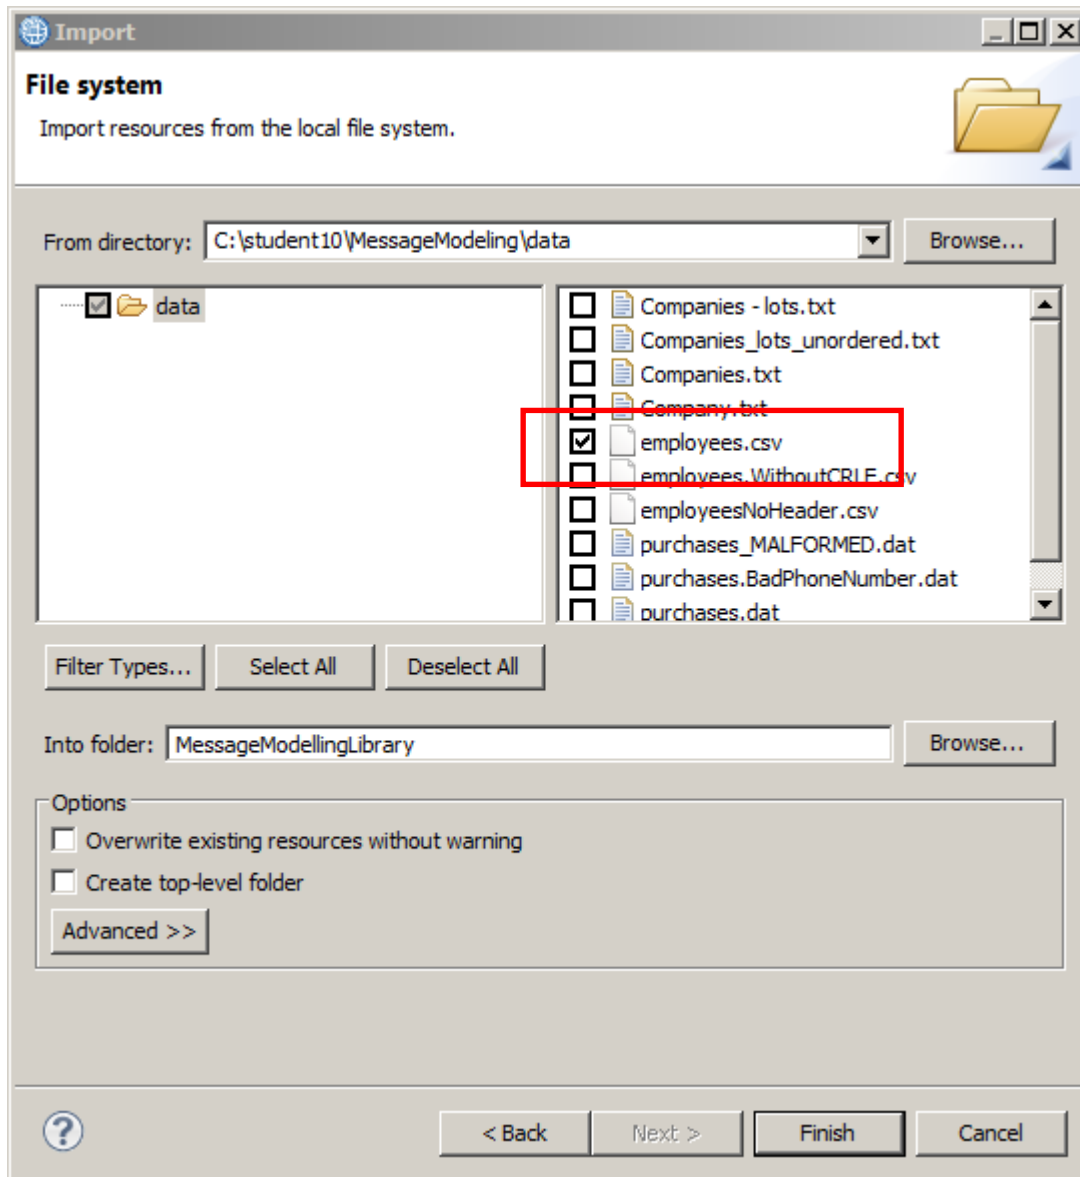 Import
File system
Import resources from the local file system.
From directory: C:\student10\MessageModeling\data Browse...
data
Companies - lots.txt
Companies_lots_unordered.txt
Companies.txt
Company.txt
employees.csv
employees.WithoutCRLF.csv
employeesNoHeader.csv
purchases_MALFORMED.dat
purchases.BadPhoneNumber.dat
purchases.dat
Filter Types... Select All Deselect All
Into folder: MessageModellingLibrary Browse...
Options
Overwrite existing resources without warning
Create top-level folder
Advanced >>
? < Back Next > Finish Cancel